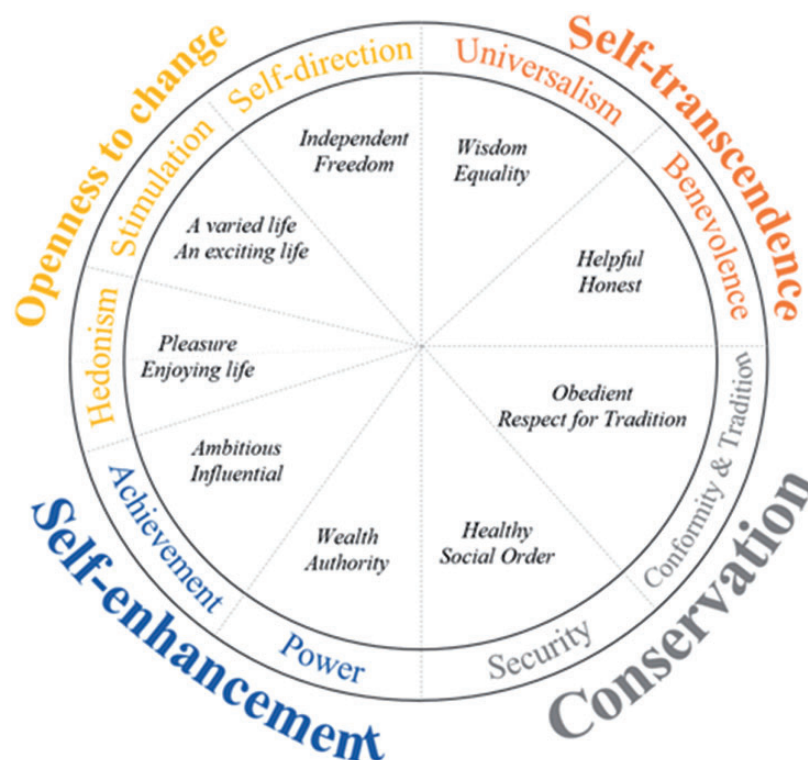 Openness to change
Self-transcendence
Self-direction
Universalism
Stimulation
Benevolence
Hedonism
Conformity & Tradition
Achievement
Security
Power
Self-enhancement
Conservation
Independent
Freedom
Wisdom
Equality
A varied life
An exciting life
Helpful
Honest
Pleasure
Enjoying life
Obedient
Respect for Tradition
Ambitious
Influential
Wealth
Authority
Healthy
Social Order